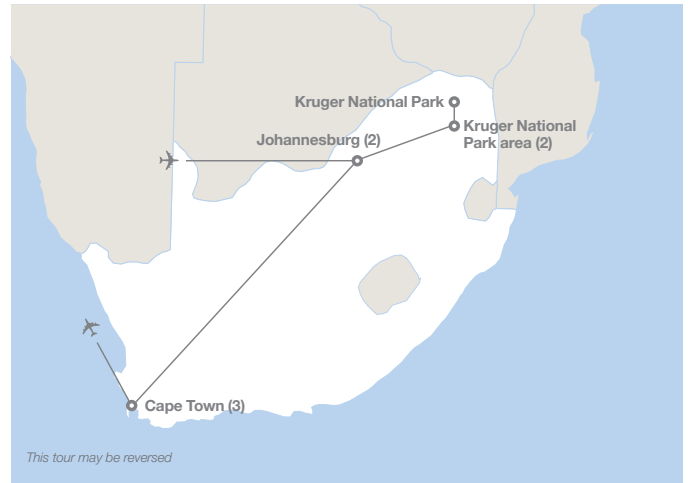 Kruger National Park
Kruger National
Park area (2)
Johannesburg (2)
Cape Town (3)
This tour may be reversed